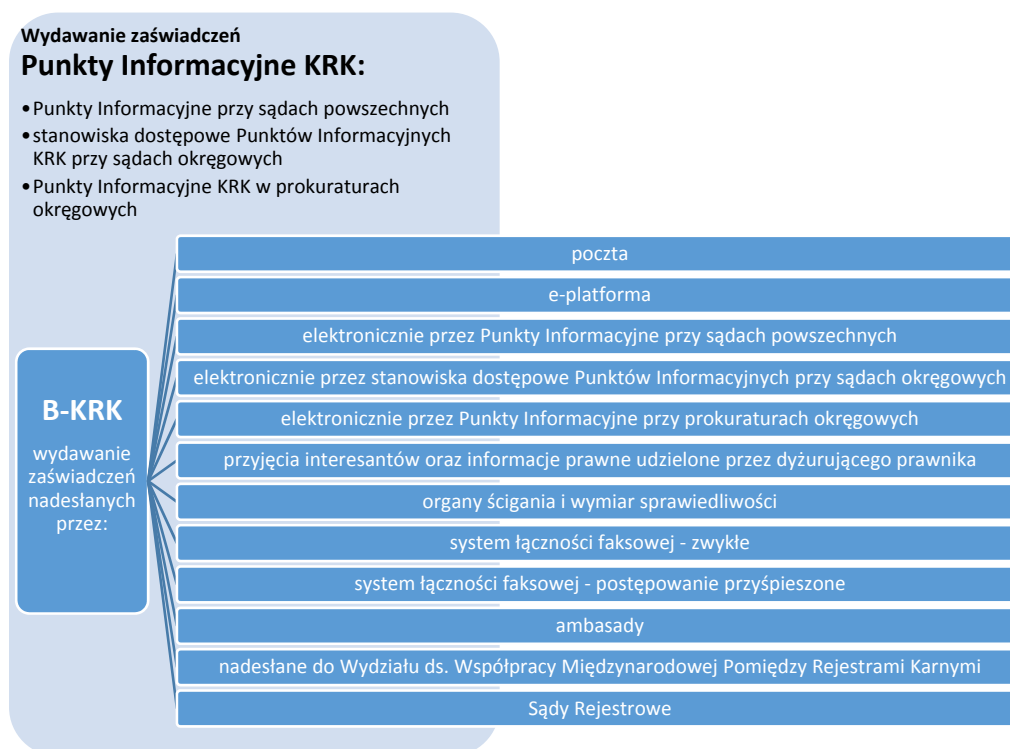 Wydawanie zaświadczeń
Punkty Informacyjne KRK:
•Punkty Informacyjne przy sądach powszechnych
•stanowiska dostępowe Punktów Informacyjnych
KRK przy sądach okręgowych
•Punkty Informacyjne KRK w prokuraturach
okręgowych
B-KRK
wydawanie
zaświadczeń
nadesłanych
przez:
poczta
e-platforma
elektronicznie przez Punkty Informacyjne przy sądach powszechnych
elektronicznie przez stanowiska dostępowe Punktów Informacyjnych przy sądach okręgowych
elektronicznie przez Punkty Informacyjne przy prokuraturach okręgowych
przyjęcia interesantów oraz informacje prawne udzielone przez dyżurującego prawnika
organy ścigania i wymiar sprawiedliwości
system łączności faksowej - zwykłe
system łączności faksowej - postępowanie przyśpieszone
ambasady
nadesłane do Wydziału ds. Współpracy Międzynarodowej Pomiędzy Rejestrami Karnymi
Sądy Rejestrowe